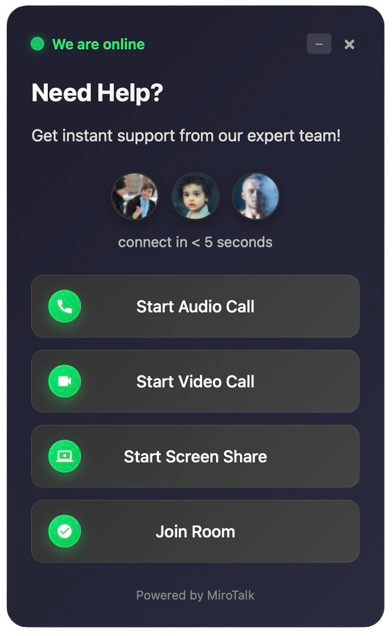 We are online
Need Help?
Get instant support from our expert team!
connect in < 5 seconds
Start Audio Call
Start Video Call
Start Screen Share
Join Room
Powered by MiroTalk